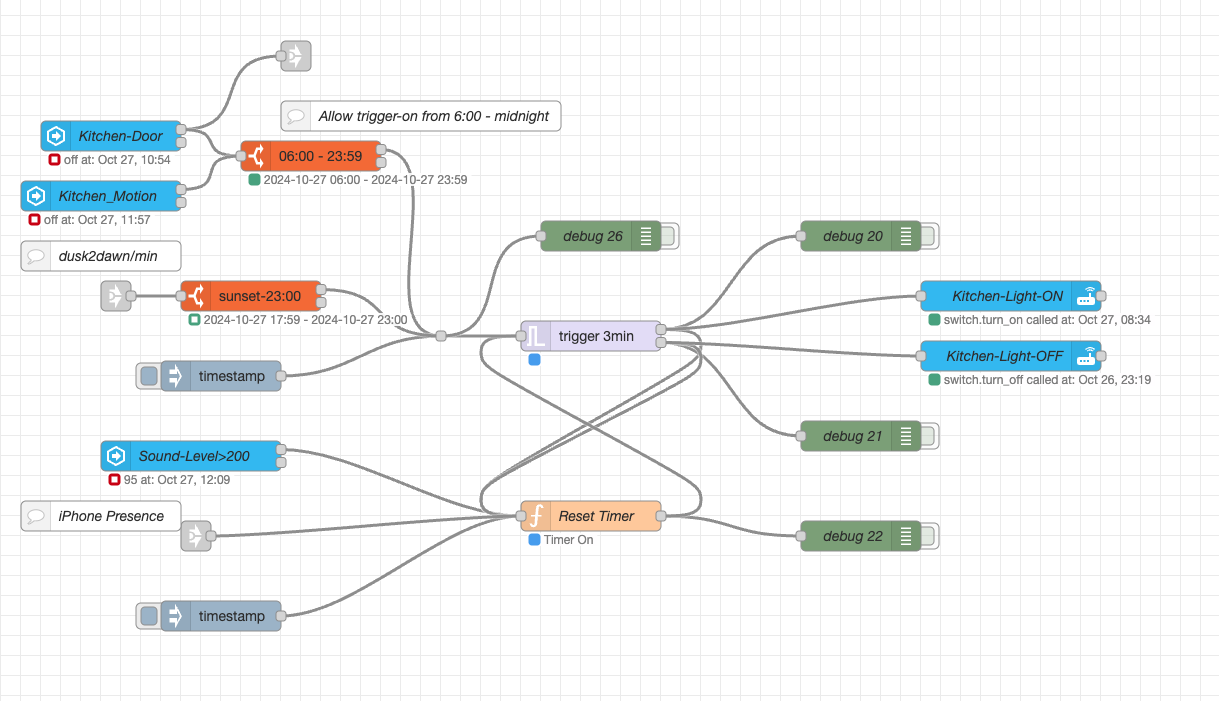 Allow trigger-on from 6:00 - midnight
Kitchen-Door
off at: Oct 27, 10:54
06:00 - 23:59
2024-10-27 06:00 - 2024-10-27 23:59
Kitchen_Motion
off at: Oct 27, 11:57
dusk2dawn/min
debug 26
debug 20
sunset-23:00
2024-10-27 17:59 - 2024-10-27 23:00
Kitchen-Light-ON
switch.turn_on called at: Oct 27, 08:34
trigger 3min
Kitchen-Light-OFF
switch.turn_off called at: Oct 26, 23:19
timestamp
debug 21
Sound-Level>200
95 at: Oct 27, 12:09
iPhone Presence
Reset Timer
Timer On
debug 22
timestamp